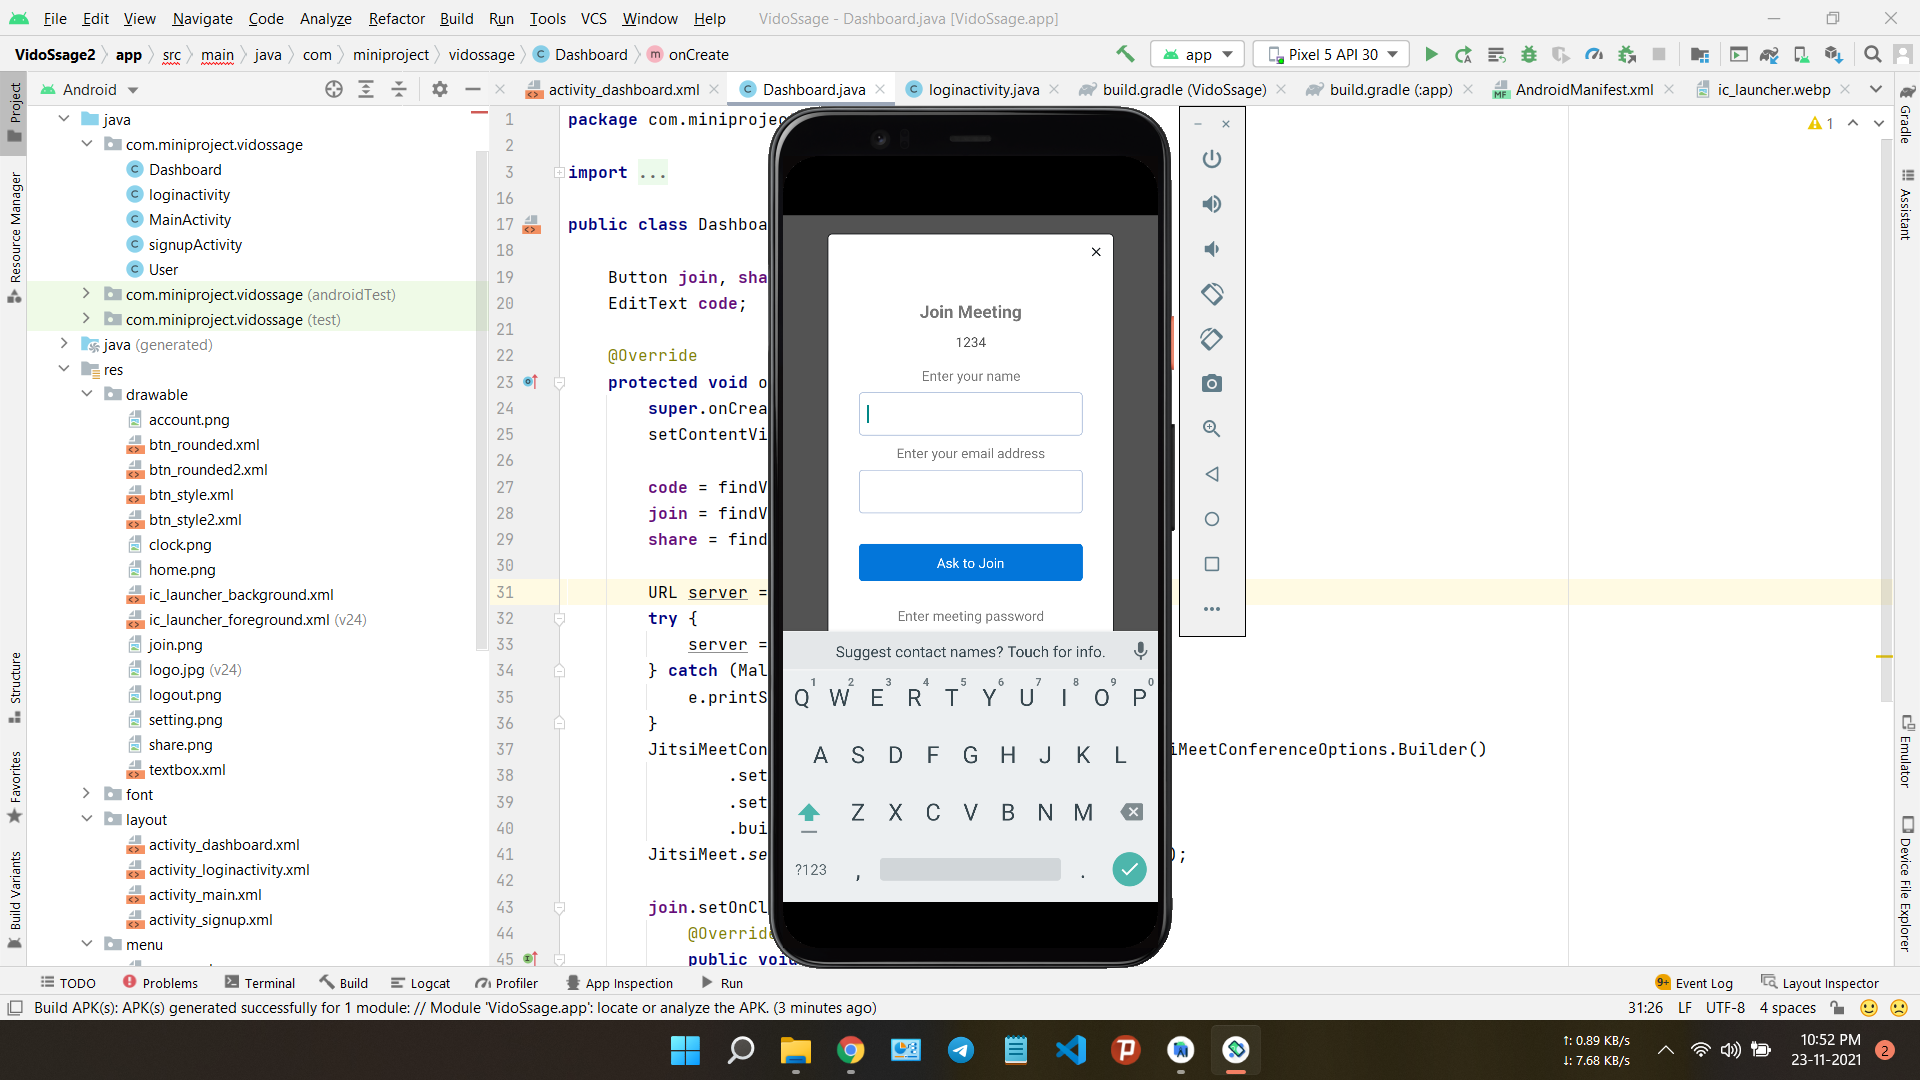 File Edit View Navigate Code Analyze Refactor Build Run Tools VCS Window Help VidoSsage - Dashboard.java [VidoSsage.app]
VidoSsage2 app src main java com miniproject vidossage Dashboard onCreate app Pixel 5 API 30
Android activity_dashboard.xml Dashboard.java loginactivity.java build.gradle (VidoSsage) build.gradle (:app) AndroidManifest.xml ic_launcher.webp
Project
Resource Manager
Structure
Favorites
Build Variants
java
com.miniproject.vidossage
Dashboard
loginactivity
MainActivity
signupActivity
User
com.miniproject.vidossage (androidTest)
com.miniproject.vidossage (test)
java (generated)
res
drawable
account.png
btn_rounded.xml
btn_rounded2.xml
btn_style.xml
btn_style2.xml
clock.png
home.png
ic_launcher_background.xml
ic_launcher_foreground.xml (v24)
join.png
logo.jpg (v24)
logout.png
setting.png
share.png
textbox.xml
font
layout
activity_dashboard.xml
activity_loginactivity.xml
activity_main.xml
activity_signup.xml
menu
1 package com.miniproje
2
3 import ...
16
17 public class Dashboa
18
19 Button join, sha
20 EditText code;
21
22 @Override
23 protected void o
24 super.onCrea
25 setContentVi
26
27 code = findV
28 join = findV
29 share = find
30
31 URL server =
32 try {
33 server =
34 } catch (Mal
35 e.printS
36 }
37 JitsiMeetCon iMeetConferenceOptions.Builder()
38 .set
39 .set
40 .bui
41 JitsiMeet.se );
42
43 join.setOnCl
44 @Override
45 public void
1
Join Meeting
1234
Enter your name
Enter your email address
Ask to Join
Enter meeting password
Suggest contact names? Touch for info.
1 2 3 4 5 6 7 8 9 0
Q W E R T Y U I O P
A S D F G H J K L
Z X C V B N M
?123 , .
Gradle
Assistant
Emulator
Device File Explorer
TODO Problems Terminal Build Logcat Profiler App Inspection Run 9+ Event Log Layout Inspector
Build APK(s): APK(s) generated successfully for 1 module: // Module 'VidoSsage.app': locate or analyze the APK. (3 minutes ago) 31:26 LF UTF-8 4 spaces
↑: 0.89 KB/s
↓: 7.68 KB/s
10:52 PM
23-11-2021
2